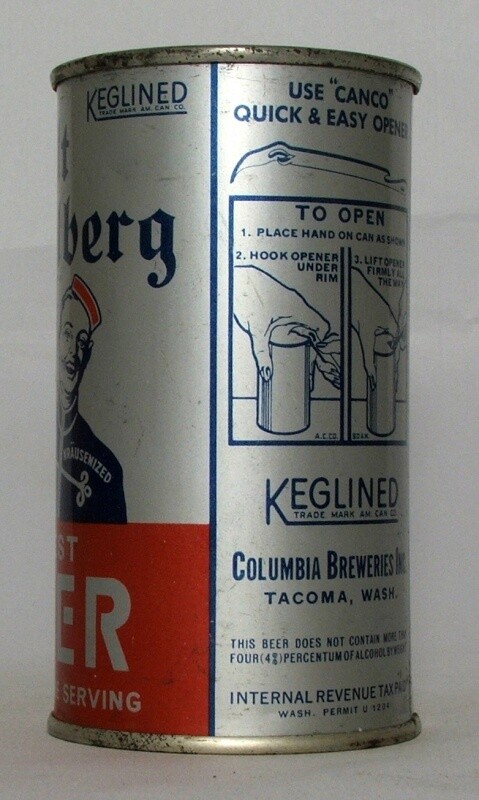 KEGLINED
TRADE MARK AM. CAN CO.
t
berg
KRAUSENIZED
ST
ER
SERVING
USE "CANCO"
QUICK & EASY OPENER
TO OPEN
1. PLACE HAND ON CAN AS SHOWN
2. HOOK OPENER
UNDER
RIM
3. LIFT OPENER
FIRMLY ALL
THE WAY
A.C.CO.
KEGLINED
TRADE MARK AM. CAN CO.
COLUMBIA BREWERIES INC.
TACOMA, WASH.
THIS BEER DOES NOT CONTAIN MORE THAN
FOUR (4%) PERCENTUM OF ALCOHOL BY WEIGHT
INTERNAL REVENUE TAX PAID
WASH. PERMIT U 1204